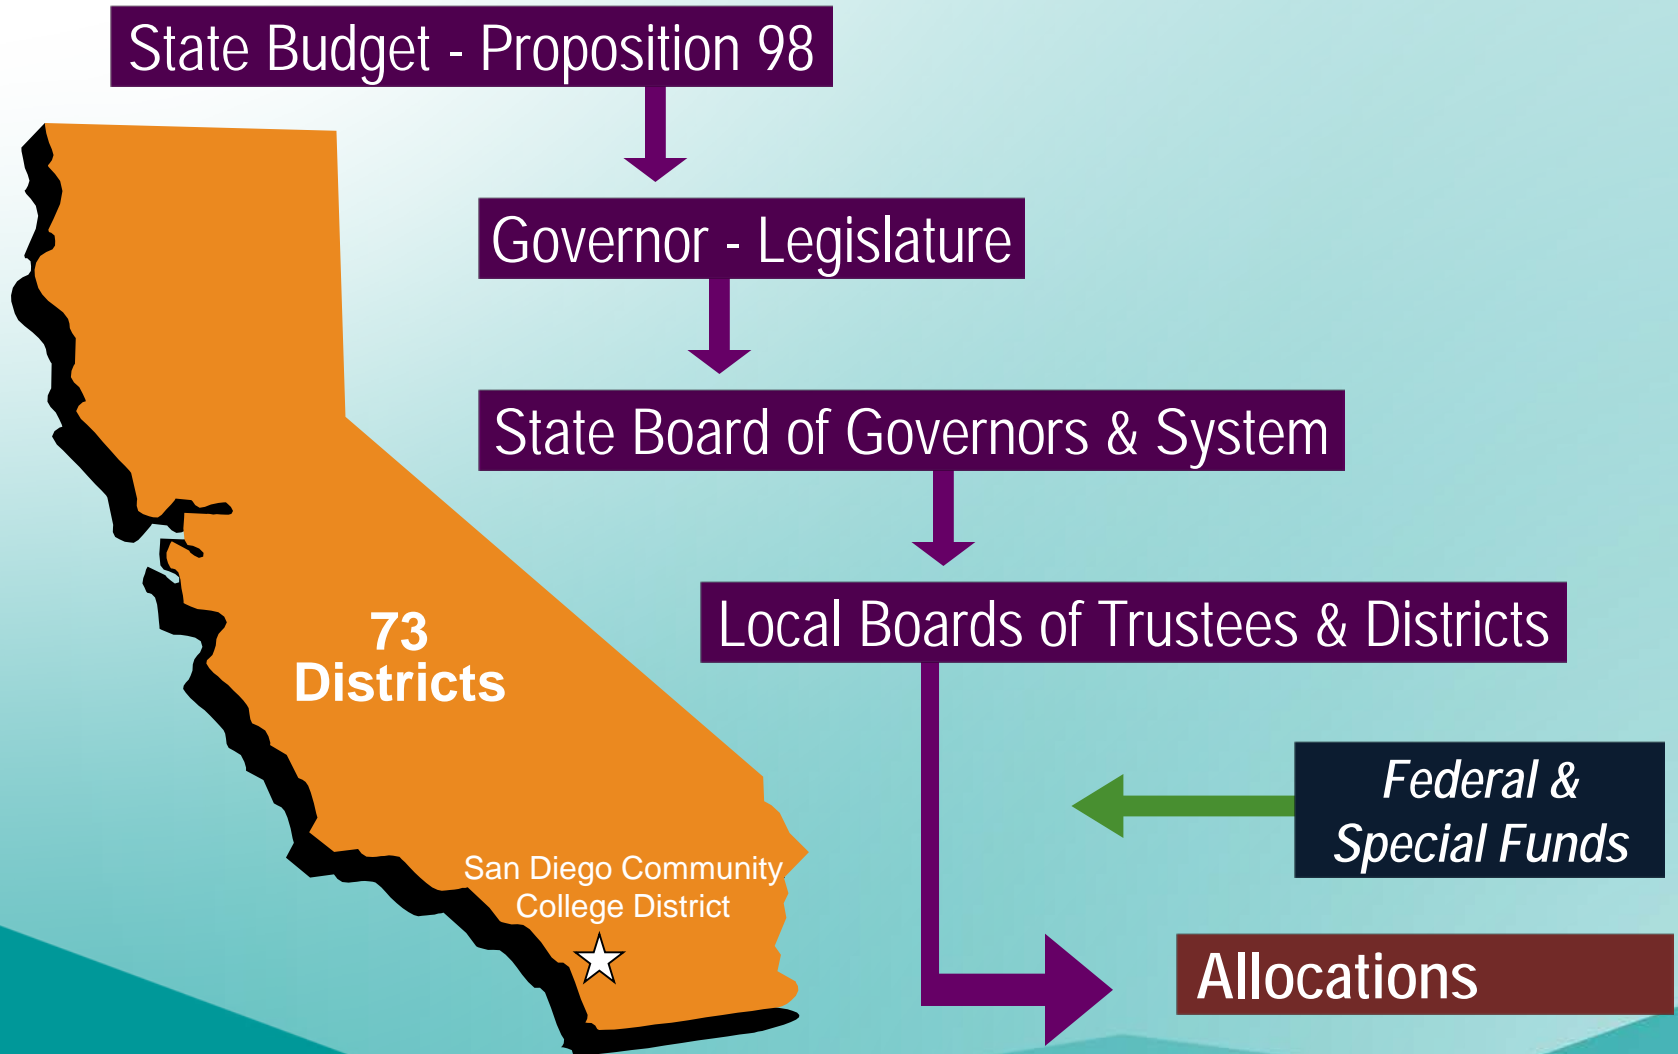 State Budget - Proposition 98
Governor - Legislature
State Board of Governors & System
Local Boards of Trustees & Districts
73
Districts
Federal &
Special Funds
San Diego Community
College District
Allocations